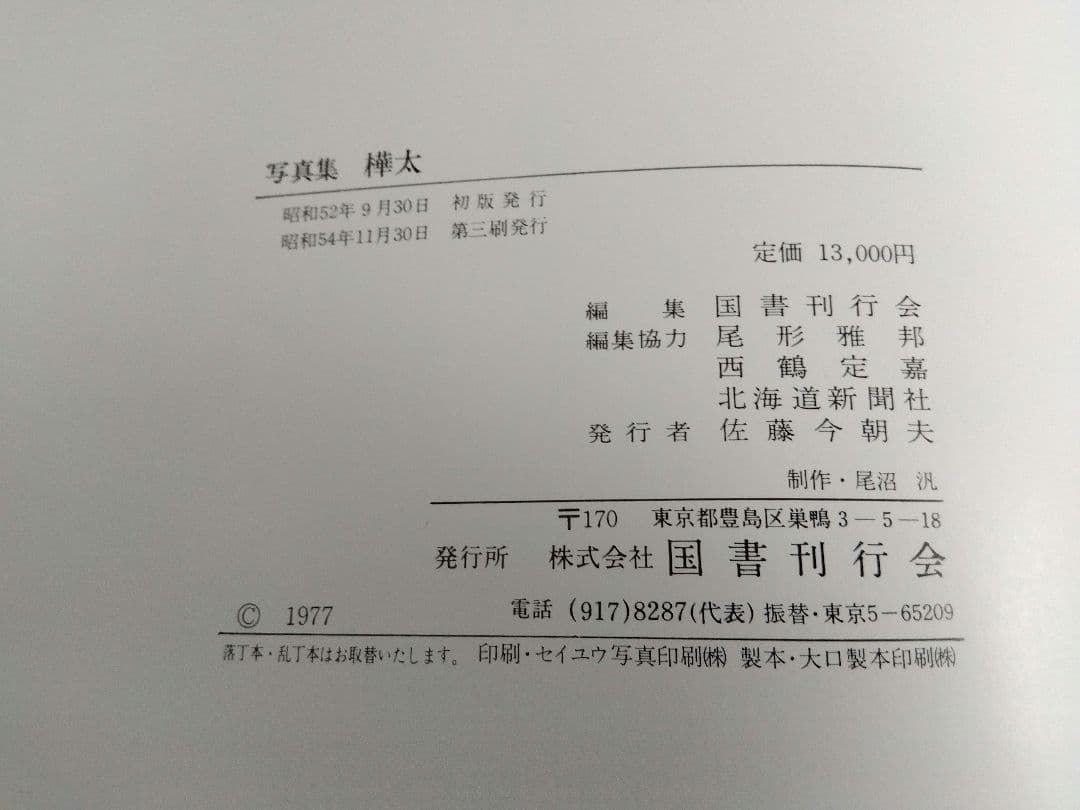 写真集 樺太
昭和52年9月30日 初版発行
昭和54年11月30日 第三刷発行
定価 13,000円
編集 国書刊行会
編集協力 尾形雅邦
西鶴定嘉
北海道新聞社
発行者 佐藤今朝夫
制作・尾沼 汎
〒170 東京都豊島区巣鴨3－5－18
発行所 株式会社 国書刊行会
© 1977 電話 (917)8287(代表) 振替・東京5－65209
落丁本・乱丁本はお取替いたします。 印刷・セイユウ写真印刷㈱ 製本・大口製本印刷㈱